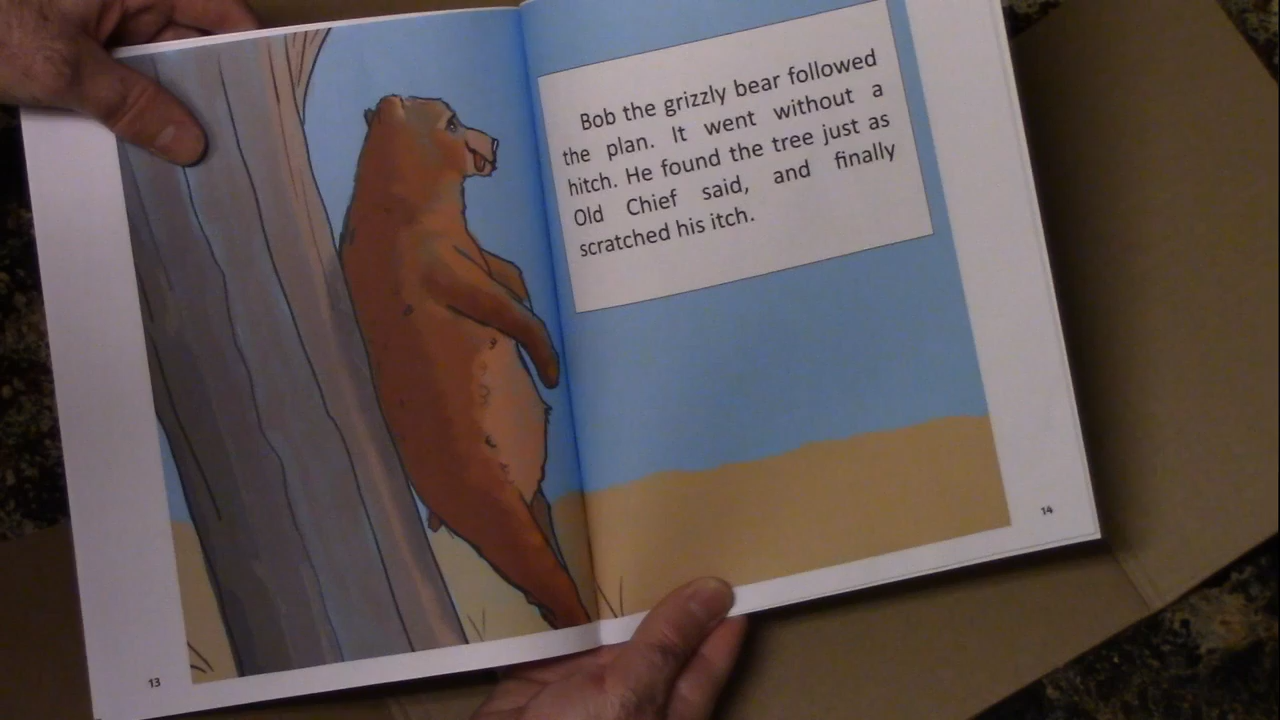 Bob the grizzly bear followed
the plan. It went without a
hitch. He found the tree just as
Old Chief said, and finally
scratched his itch.
13
14